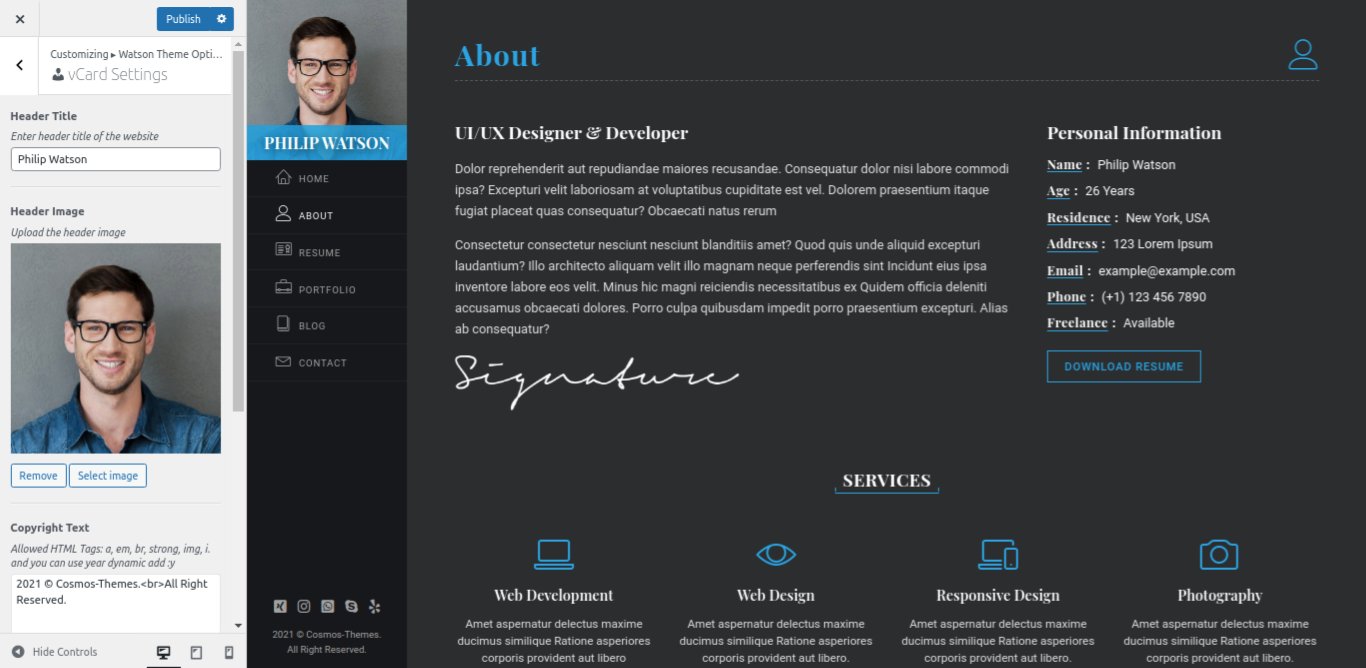 Publish
Customizing ▸ Watson Theme Opti…
vCard Settings
Header Title
Enter header title of the website
Philip Watson
Header Image
Upload the header image
Remove
Select image
Copyright Text
Allowed HTML Tags: a, em, br, strong, img, i.
and you can use year dynamic add :y
2021 © Cosmos-Themes.<br>All Right
Reserved.
Hide Controls
PHILIP WATSON
HOME
ABOUT
RESUME
PORTFOLIO
BLOG
CONTACT
2021 © Cosmos-Themes.
All Right Reserved.
About
UI/UX Designer & Developer
Dolor reprehenderit aut repudiandae maiores recusandae. Consequatur dolor nisi labore commodi
ipsa? Excepturi velit laboriosam at voluptatibus cupiditate est vel. Dolorem praesentium itaque
fugiat placeat quas consequatur? Obcaecati natus rerum
Consectetur consectetur nesciunt nesciunt blanditiis amet? Quod quis unde aliquid excepturi
laudantium? Illo architecto aliquam velit illo magnam neque perferendis sint Incidunt eius ipsa
inventore labore eos velit. Minus hic magni reiciendis necessitatibus ex Quidem officia deleniti
accusamus obcaecati dolores. Porro culpa quibusdam impedit porro praesentium excepturi. Alias
ab consequatur?
Signature
Personal Information
Name : Philip Watson
Age : 26 Years
Residence : New York, USA
Address : 123 Lorem Ipsum
Email : example@example.com
Phone : (+1) 123 456 7890
Freelance : Available
DOWNLOAD RESUME
SERVICES
Web Development
Amet aspernatur delectus maxime
ducimus similique Ratione asperiores
corporis provident aut libero
Web Design
Amet aspernatur delectus maxime
ducimus similique Ratione asperiores
corporis provident aut libero.
Responsive Design
Amet aspernatur delectus maxime
ducimus similique Ratione asperiores
corporis provident aut libero.
Photography
Amet aspernatur delectus maxime
ducimus similique Ratione asperiores
corporis provident aut libero.